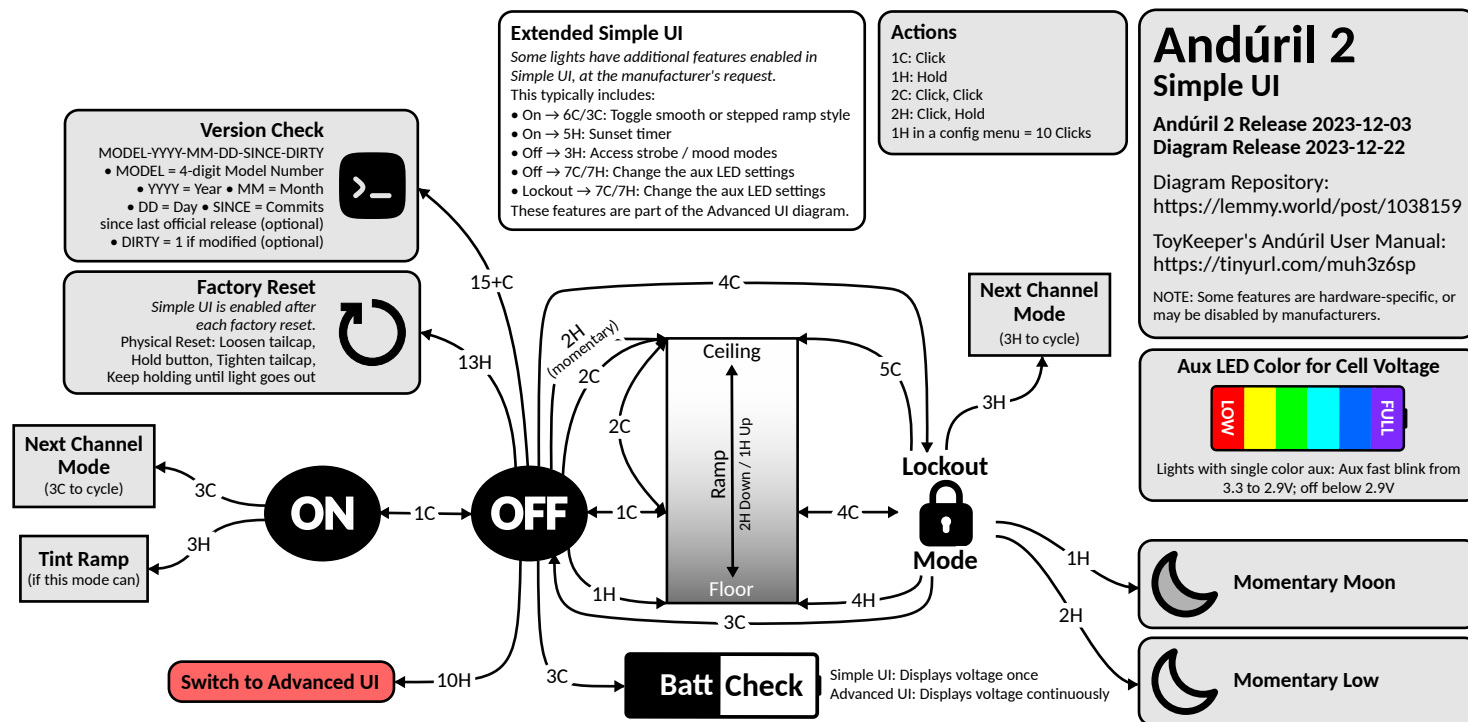 Extended Simple UI
Some lights have additional features enabled in
Simple UI, at the manufacturer's request.
This typically includes:
• On → 6C/3C: Toggle smooth or stepped ramp style
• On → 5H: Sunset timer
• Off → 3H: Access strobe / mood modes
• Off → 7C/7H: Change the aux LED settings
• Lockout → 7C/7H: Change the aux LED settings
These features are part of the Advanced UI diagram.
Actions
1C: Click
1H: Hold
2C: Click, Click
2H: Click, Hold
1H in a config menu = 10 Clicks
Andúril 2
Simple UI
Andúril 2 Release 2023-12-03
Diagram Release 2023-12-22
Diagram Repository:
https://lemmy.world/post/1038159
ToyKeeper's Andúril User Manual:
https://tinyurl.com/muh3z6sp
NOTE: Some features are hardware-specific, or
may be disabled by manufacturers.
Version Check
MODEL-YYYY-MM-DD-SINCE-DIRTY
• MODEL = 4-digit Model Number
• YYYY = Year • MM = Month
• DD = Day • SINCE = Commits
since last official release (optional)
• DIRTY = 1 if modified (optional)
>_
Factory Reset
Simple UI is enabled after
each factory reset.
Physical Reset: Loosen tailcap,
Hold button, Tighten tailcap,
Keep holding until light goes out
15+C
13H
4C
2H
(momentary)
2C
2C
5C
Next Channel
Mode
(3H to cycle)
3H
Aux LED Color for Cell Voltage
LOW
FULL
Lights with single color aux: Aux fast blink from
3.3 to 2.9V; off below 2.9V
Next Channel
Mode
(3C to cycle)
3C
Tint Ramp
(if this mode can)
3H
ON
1C
OFF
1C
Ceiling
Ramp
2H Down / 1H Up
Floor
4C
Lockout
Mode
1H
4H
3C
1H
Momentary Moon
2H
Momentary Low
Switch to Advanced UI
10H
3C
Batt Check
Simple UI: Displays voltage once
Advanced UI: Displays voltage continuously